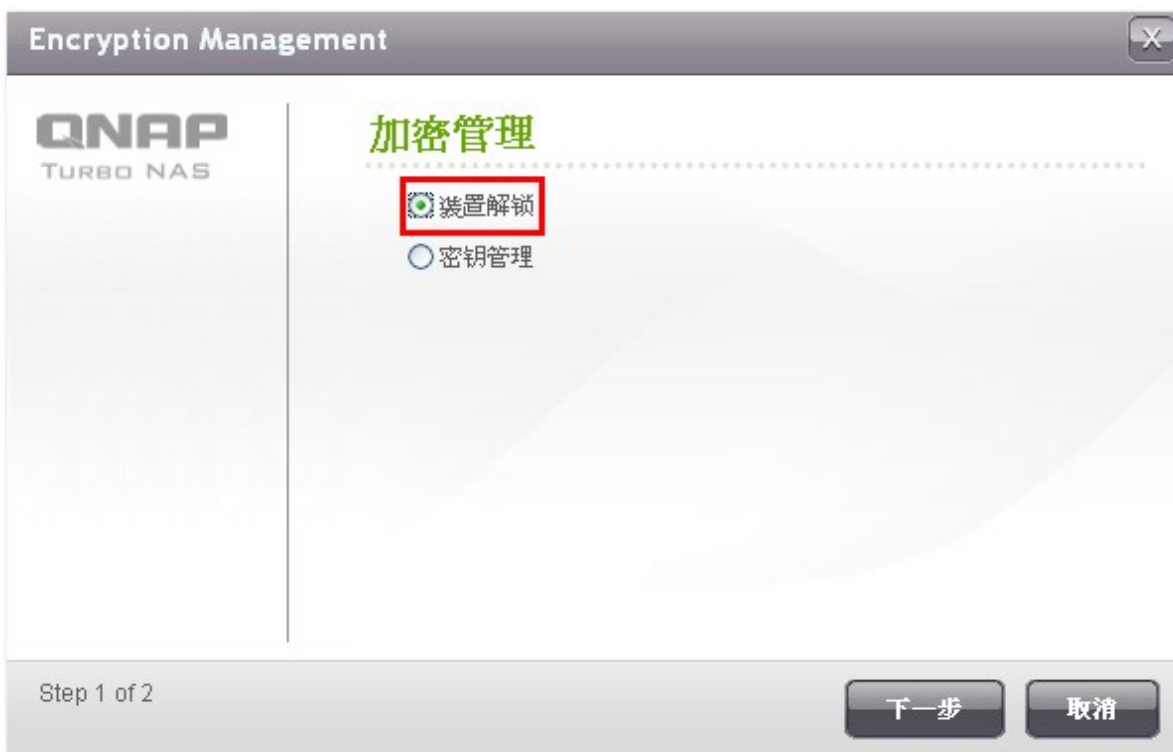 Encryption Management
X
QNAP
TURBO NAS
加密管理
装置解锁
密钥管理
Step 1 of 2
下一步
取消